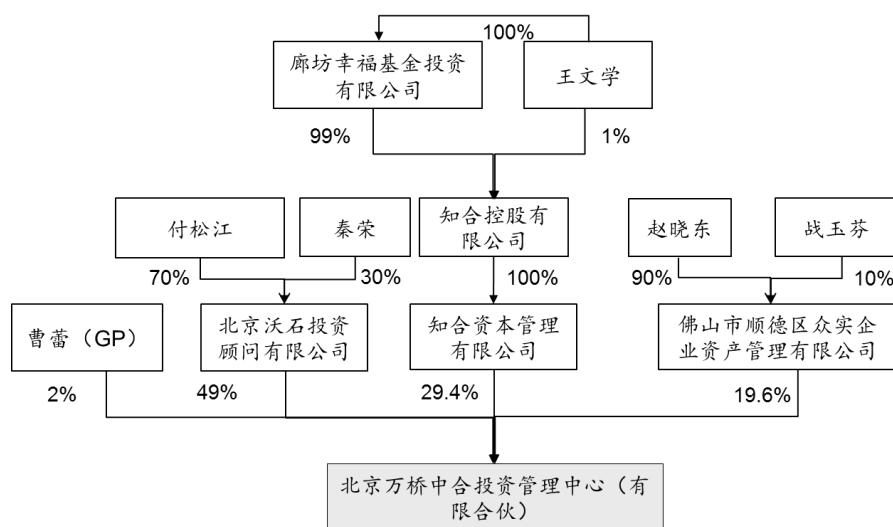 100%
廊坊幸福基金投资
有限公司
王文学
99%
1%
付松江
秦荣
知合控股有
限公司
赵晓东
战玉芬
70%
30%
100%
90%
10%
曹蕾（GP）
北京沃石投资
顾问有限公司
知合资本管理
有限公司
佛山市顺德区众实企
业资产管理有限公司
2%
49%
29.4%
19.6%
北京万桥中合投资管理中心（有
限合伙）